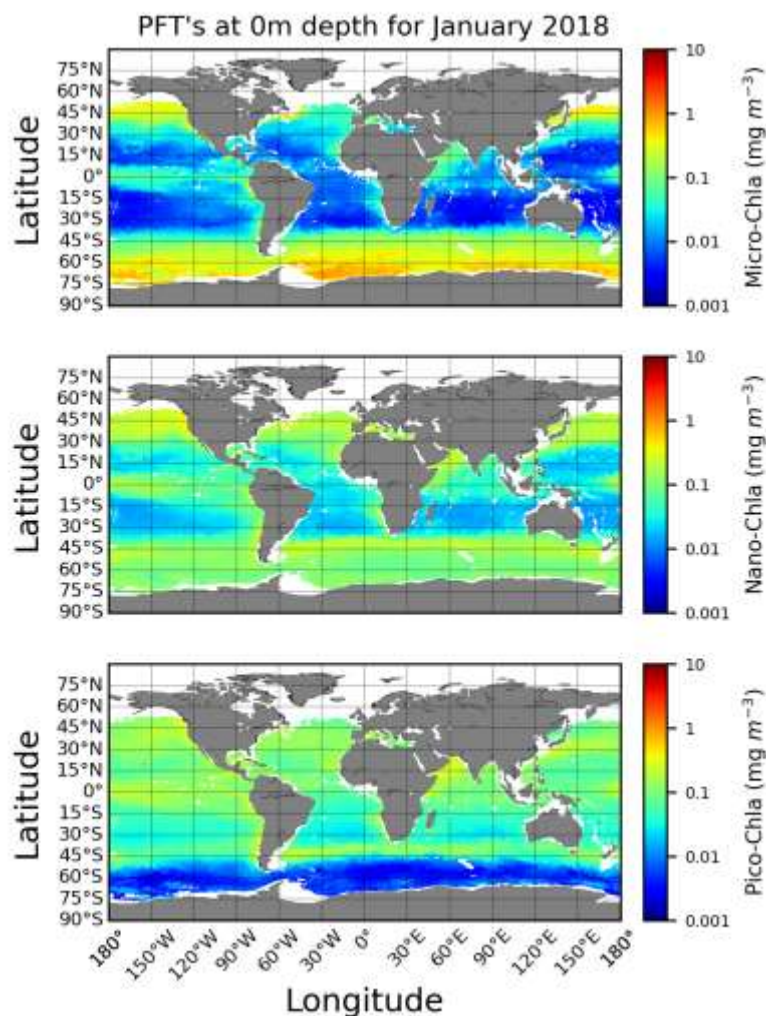 PFT's at 0m depth for January 2018
75°N
60°N
45°N
30°N
15°N
0°
15°S
30°S
45°S
60°S
75°S
90°S
Latitude
10
1
0.1
0.01
0.001
Micro-Chla (mg m⁻³)
75°N
60°N
45°N
30°N
15°N
0°
15°S
30°S
45°S
60°S
75°S
90°S
Latitude
10
1
0.1
0.01
0.001
Nano-Chla (mg m⁻³)
75°N
60°N
45°N
30°N
15°N
0°
15°S
30°S
45°S
60°S
75°S
90°S
Latitude
10
1
0.1
0.01
0.001
Pico-Chla (mg m⁻³)
180° 150°W 120°W 90°W 60°W 30°W 0° 30°E 60°E 90°E 120°E 150°E 180°
Longitude